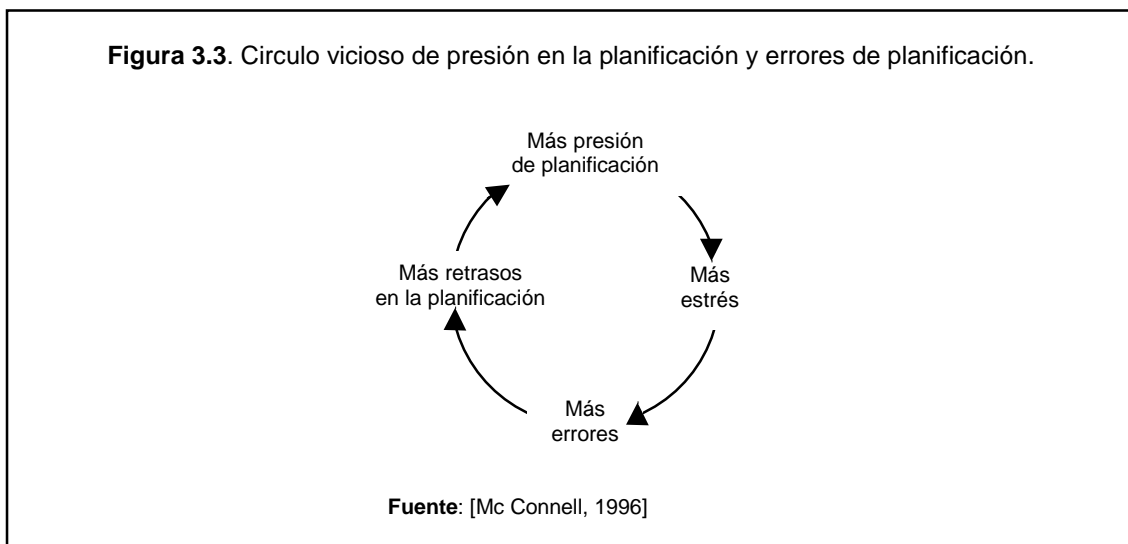 Figura 3.3. Circulo vicioso de presión en la planificación y errores de planificación.
Más presión
de planificación
Más
estrés
Más
errores
Más retrasos
en la planificación
Fuente: [Mc Connell, 1996]